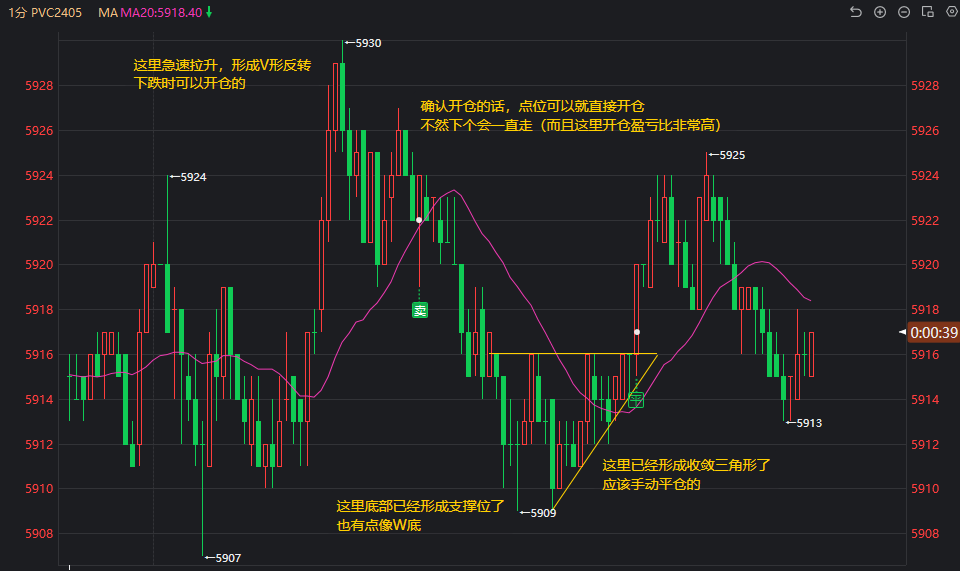 1分 PVC2405 MA MA20:5918.40
5930
这里急速拉升，形成V形反转
下跌时可以开仓的
5928 5928
确认开仓的话，点位可以就直接开仓
不然下个会一直走（而且这里开仓盈亏比非常高）
5926 5926
5925
5924 5924 5924
5922 5922
5920 5920
5918 5918
卖
0:00:39
5916 5916
5914 5914
平
5913
5912 5912
这里已经形成收敛三角形了
应该手动平仓的
5910 5910
这里底部已经形成支撑位了
也有点像W底
5909
5908 5908
5907